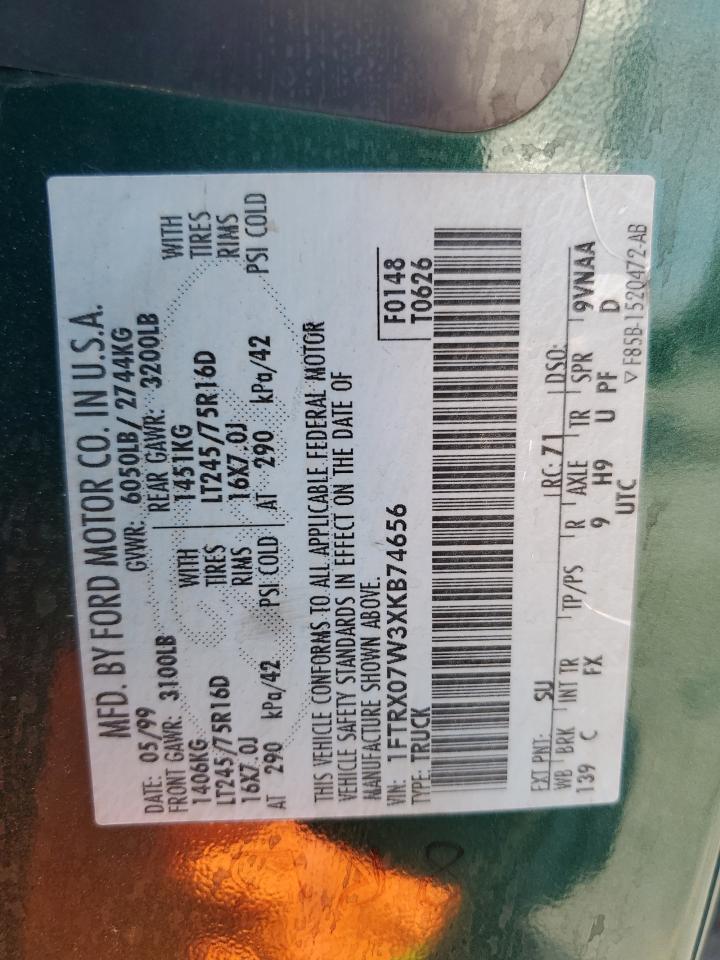 MFD. BY FORD MOTOR CO. IN U.S.A.
DATE: 05/99 GVWR: 6050LB/ 2744KG
FRONT GAWR: 3100LB REAR GAWR: 3200LB
1406KG WITH 1451KG WITH
LT245/75R16D TIRES LT245/75R16D TIRES
16X7.0J RIMS 16X7.0J RIMS
AT 290 kPa/42 PSI COLD AT 290 kPa/42 PSI COLD
THIS VEHICLE CONFORMS TO ALL APPLICABLE FEDERAL MOTOR
VEHICLE SAFETY STANDARDS IN EFFECT ON THE DATE OF
MANUFACTURE SHOWN ABOVE.
VIN: 1FTRX07W3XKB74656 F0148
TYPE: TRUCK T0626
EXT PNT: SU RC: 71 DSO:
WB BRK INT TR TP/PS R AXLE TR SPR 9VNAA
139 C FX 9 H9 U PF D
UTC
▽ F85B-1520472-AB